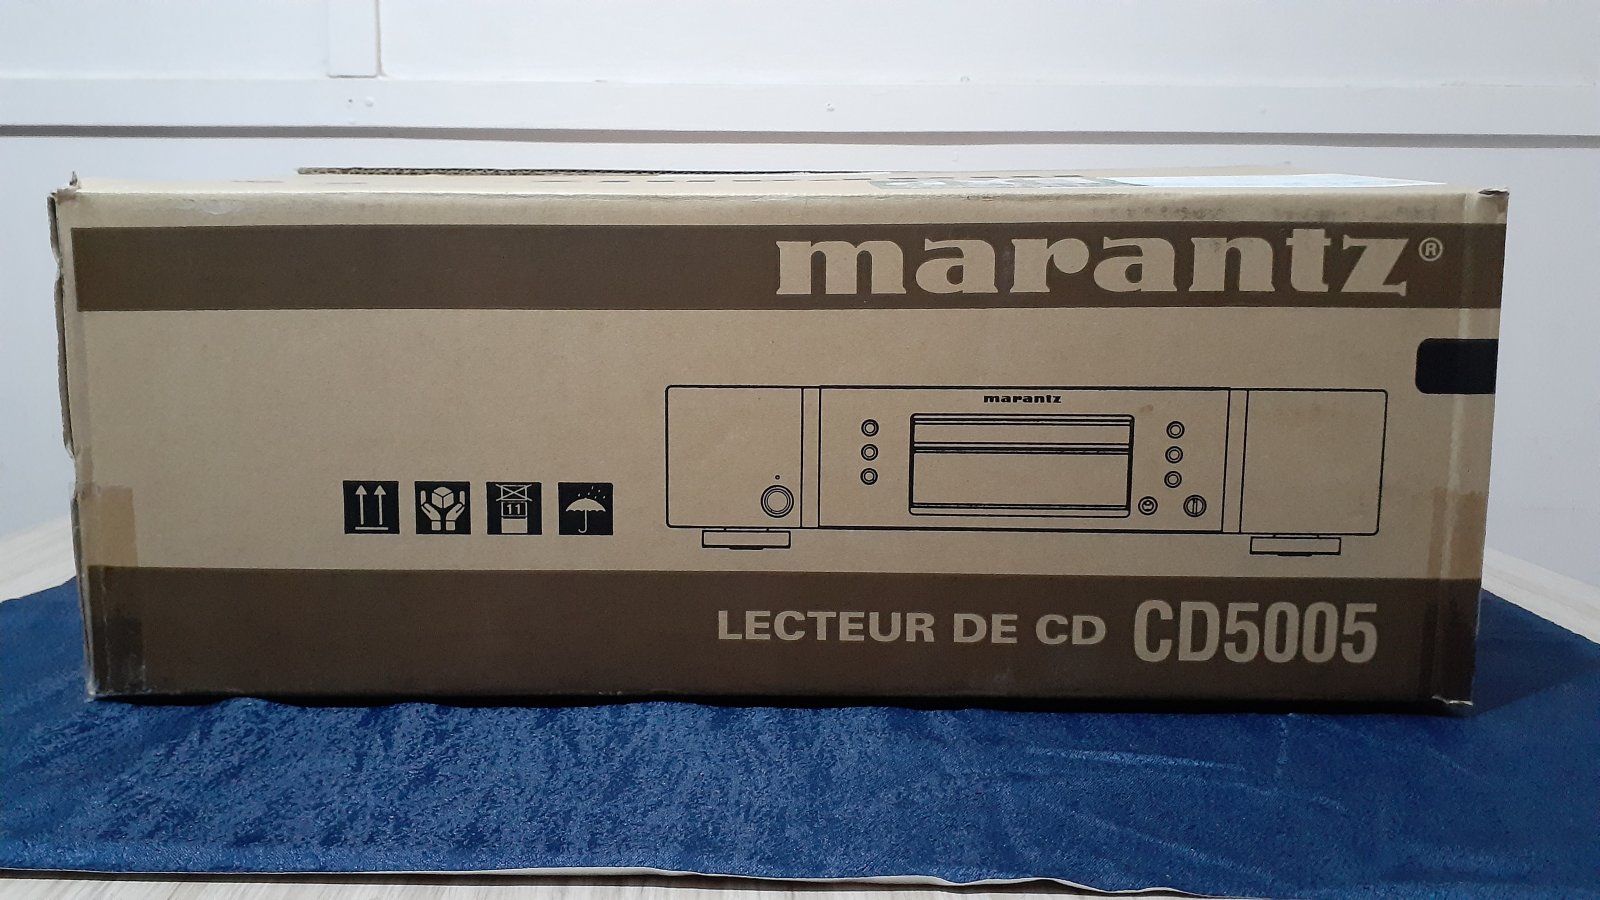 marantz®
marantz
11
LECTEUR DE CD CD5005